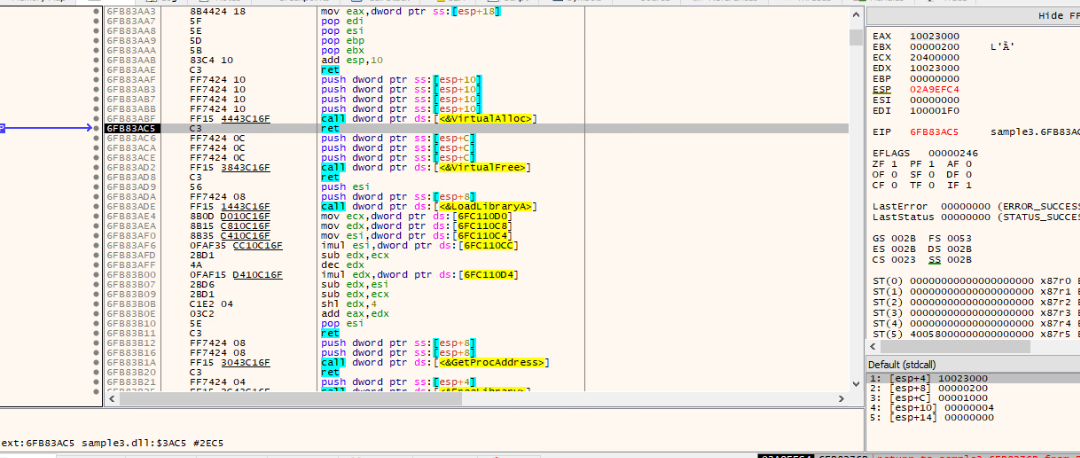 6FB83AA3 8B4424 18 mov eax,dword ptr ss:[esp+18]
6FB83AA7 5F pop edi
6FB83AA8 5E pop esi
6FB83AA9 5D pop ebp
6FB83AAA 5B pop ebx
6FB83AAB 83C4 10 add esp,10
6FB83AAE C3 ret
6FB83AAF FF7424 10 push dword ptr ss:[esp+10]
6FB83AB3 FF7424 10 push dword ptr ss:[esp+10]
6FB83AB7 FF7424 10 push dword ptr ss:[esp+10]
6FB83ABB FF7424 10 push dword ptr ss:[esp+10]
6FB83ABF FF15 4443C16F call dword ptr ds:[<&VirtualAlloc>]
6FB83AC5 C3 ret
6FB83AC6 FF7424 0C push dword ptr ss:[esp+C]
6FB83ACA FF7424 0C push dword ptr ss:[esp+C]
6FB83ACE FF7424 0C push dword ptr ss:[esp+C]
6FB83AD2 FF15 3843C16F call dword ptr ds:[<&VirtualFree>]
6FB83AD8 C3 ret
6FB83AD9 56 push esi
6FB83ADA FF7424 08 push dword ptr ss:[esp+8]
6FB83ADE FF15 1443C16F call dword ptr ds:[<&LoadLibraryA>]
6FB83AE4 8B0D D010C16F mov ecx,dword ptr ds:[6FC110D0]
6FB83AEA 8B15 C810C16F mov edx,dword ptr ds:[6FC110C8]
6FB83AF0 8B35 C410C16F mov esi,dword ptr ds:[6FC110C4]
6FB83AF6 0FAF35 CC10C16F imul esi,dword ptr ds:[6FC110CC]
6FB83AFD 2BD1 sub edx,ecx
6FB83AFF 4A dec edx
6FB83B00 0FAF15 D410C16F imul edx,dword ptr ds:[6FC110D4]
6FB83B07 2BD6 sub edx,esi
6FB83B09 2BD1 sub edx,ecx
6FB83B0B C1E2 04 shl edx,4
6FB83B0E 03C2 add eax,edx
6FB83B10 5E pop esi
6FB83B11 C3 ret
6FB83B12 FF7424 08 push dword ptr ss:[esp+8]
6FB83B16 FF7424 08 push dword ptr ss:[esp+8]
6FB83B1A FF15 3043C16F call dword ptr ds:[<&GetProcAddress>]
6FB83B20 C3 ret
6FB83B21 FF7424 04 push dword ptr ss:[esp+4]
ext:6FB83AC5 sample3.dll:$3AC5 #2EC5
Hide FP
EAX 10023000
EBX 00000200 L'Ȁ'
ECX 20400000
EDX 10023000
EBP 00000000
ESP 02A9EFC4
ESI 00000000
EDI 100001F0
EIP 6FB83AC5 sample3.6FB83AC
EFLAGS 00000246
ZF 1 PF 1 AF 0
OF 0 SF 0 DF 0
CF 0 TF 0 IF 1
LastError 00000000 (ERROR_SUCCES
LastStatus 00000000 (STATUS_SUCC
GS 002B FS 0053
ES 002B DS 002B
CS 0023 SS 002B
ST(0) 00000000000000000000 x87r0 E
ST(1) 00000000000000000000 x87r1 E
ST(2) 00000000000000000000 x87r2 E
ST(3) 00000000000000000000 x87r3 E
ST(4) 00000000000000000000 x87r4 E
ST(5) 40058000000000000000 x87r5 E
Default (stdcall)
1: [esp+4] 10023000
2: [esp+8] 00000200
3: [esp+C] 00001000
4: [esp+10] 00000004
5: [esp+14] 00000000